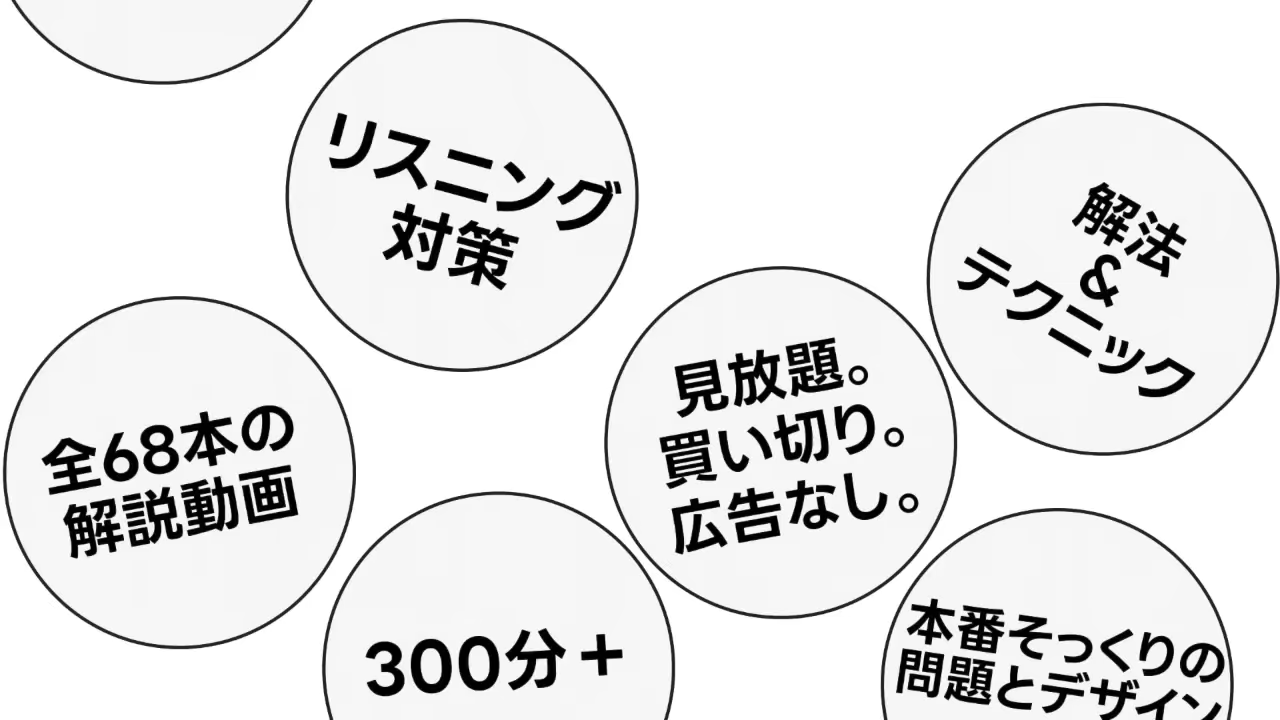 リスニング
対策
解法
&
テクニック
見放題。
買い切り。
広告なし。
全68本の
解説動画
300分+
本番そっくりの
問題とデザイン